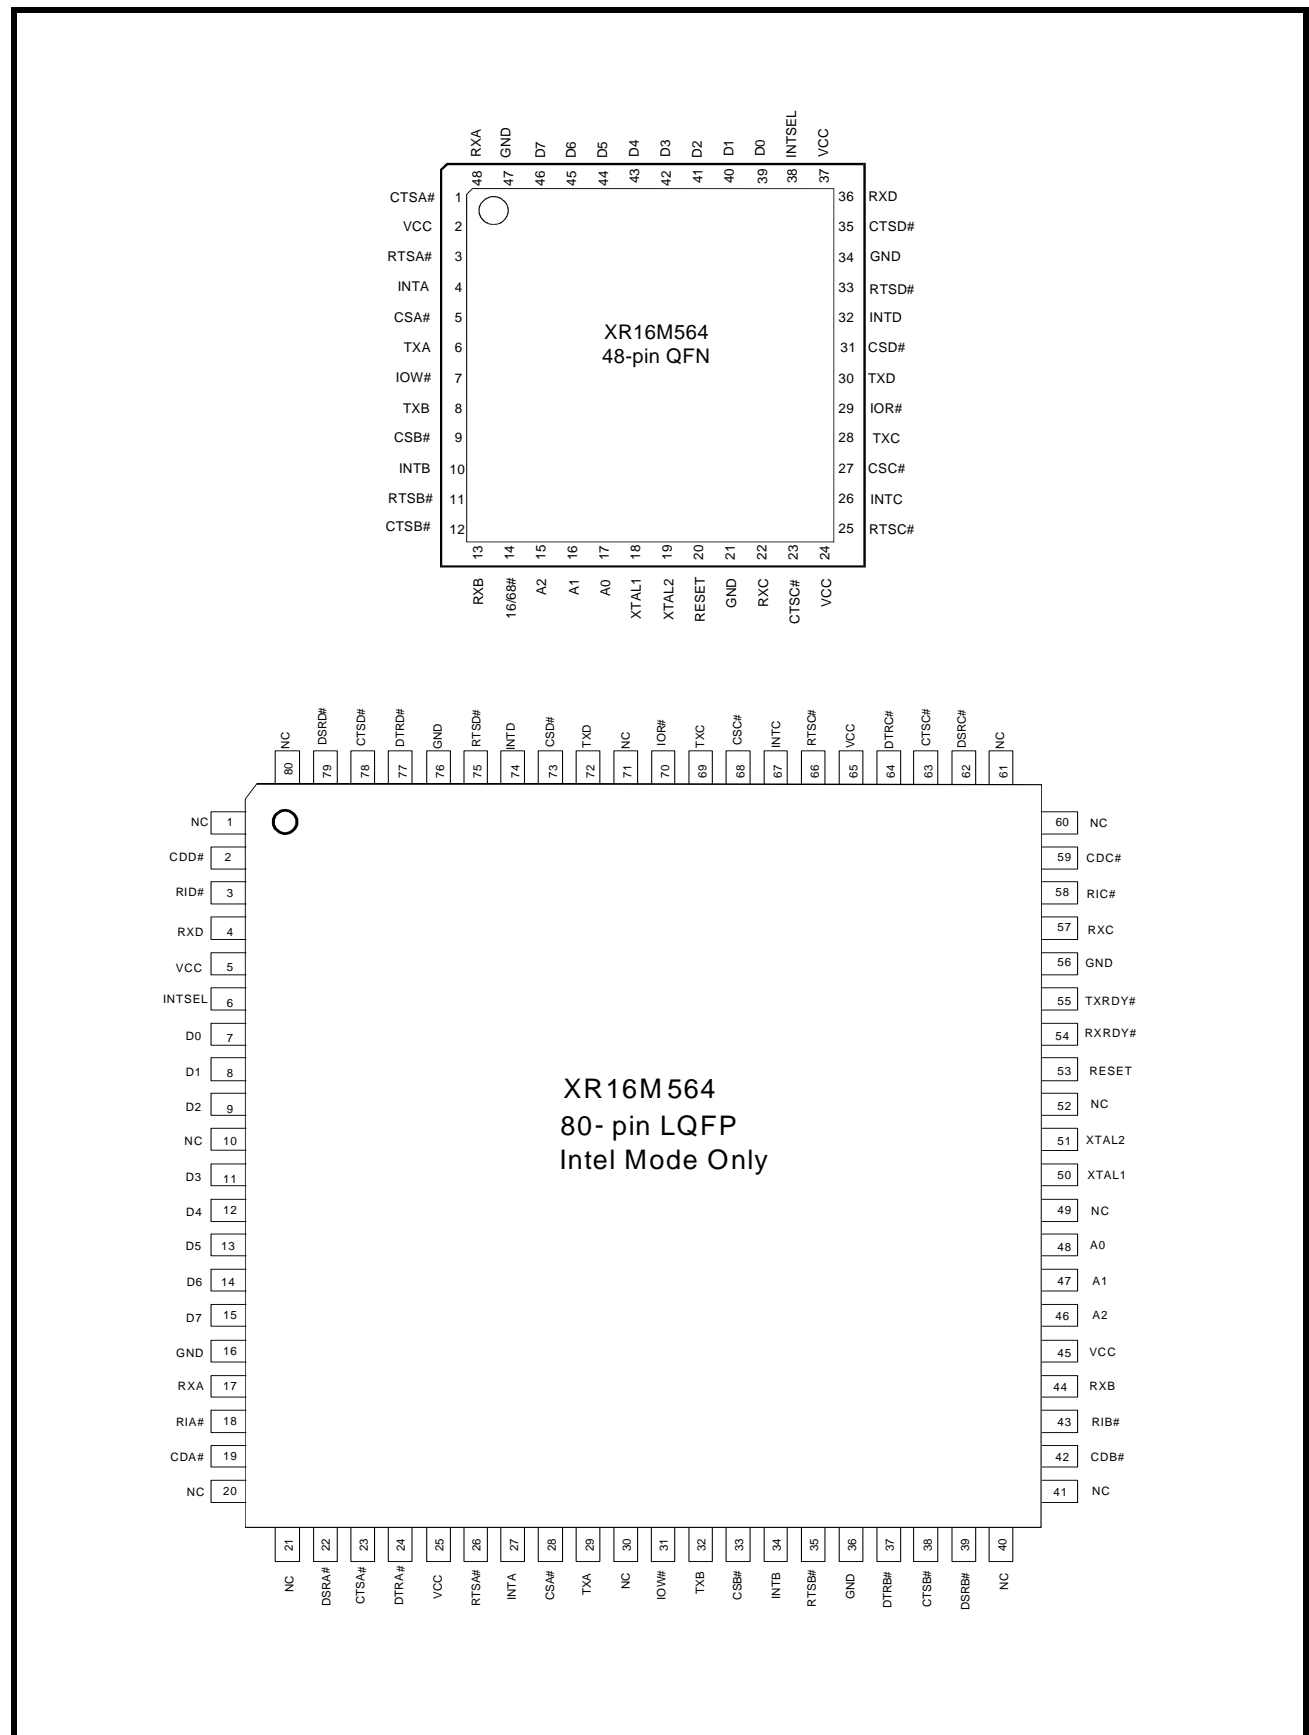 RXA GND D7 D6 D5 D4 D3 D2 D1 D0 INTSEL VCC
48 47 46 45 44 43 42 41 40 39 38 37
CTSA# 1 36 RXD
VCC 2 35 CTSD#
RTSA# 3 34 GND
INTA 4 33 RTSD#
CSA# 5 32 INTD
XR16M564
TXA 6 31 CSD#
48-pin QFN
IOW# 7 30 TXD
TXB 8 29 IOR#
CSB# 9 28 TXC
INTB 10 27 CSC#
RTSB# 11 26 INTC
CTSB# 12 25 RTSC#
13 14 15 16 17 18 19 20 21 22 23 24
RXB 16/68# A2 A1 A0 XTAL1 XTAL2 RESET GND RXC CTSC# VCC
NC DSRD# CTSD# DTRD# GND RTSD# INTD CSD# TXD NC IOR# TXC CSC# INTC RTSC# VCC DTRC# CTSC# DSRC# NC
80 79 78 77 76 75 74 73 72 71 70 69 68 67 66 65 64 63 62 61
NC 1 60 NC
CDD# 2 59 CDC#
RID# 3 58 RIC#
RXD 4 57 RXC
VCC 5 56 GND
INTSEL 6 55 TXRDY#
D0 7 54 RXRDY#
D1 8 53 RESET
XR16M564
D2 9 52 NC
80- pin LQFP
NC 10 51 XTAL2
Intel Mode Only
D3 11 50 XTAL1
D4 12 49 NC
D5 13 48 A0
D6 14 47 A1
D7 15 46 A2
GND 16 45 VCC
RXA 17 44 RXB
RIA# 18 43 RIB#
CDA# 19 42 CDB#
NC 20 41 NC
21 22 23 24 25 26 27 28 29 30 31 32 33 34 35 36 37 38 39 40
NC DSRA# CTSA# DTRA# VCC RTSA# INTA CSA# TXA NC IOW# TXB CSB# INTB RTSB# GND DTRB# CTSB# DSRB# NC